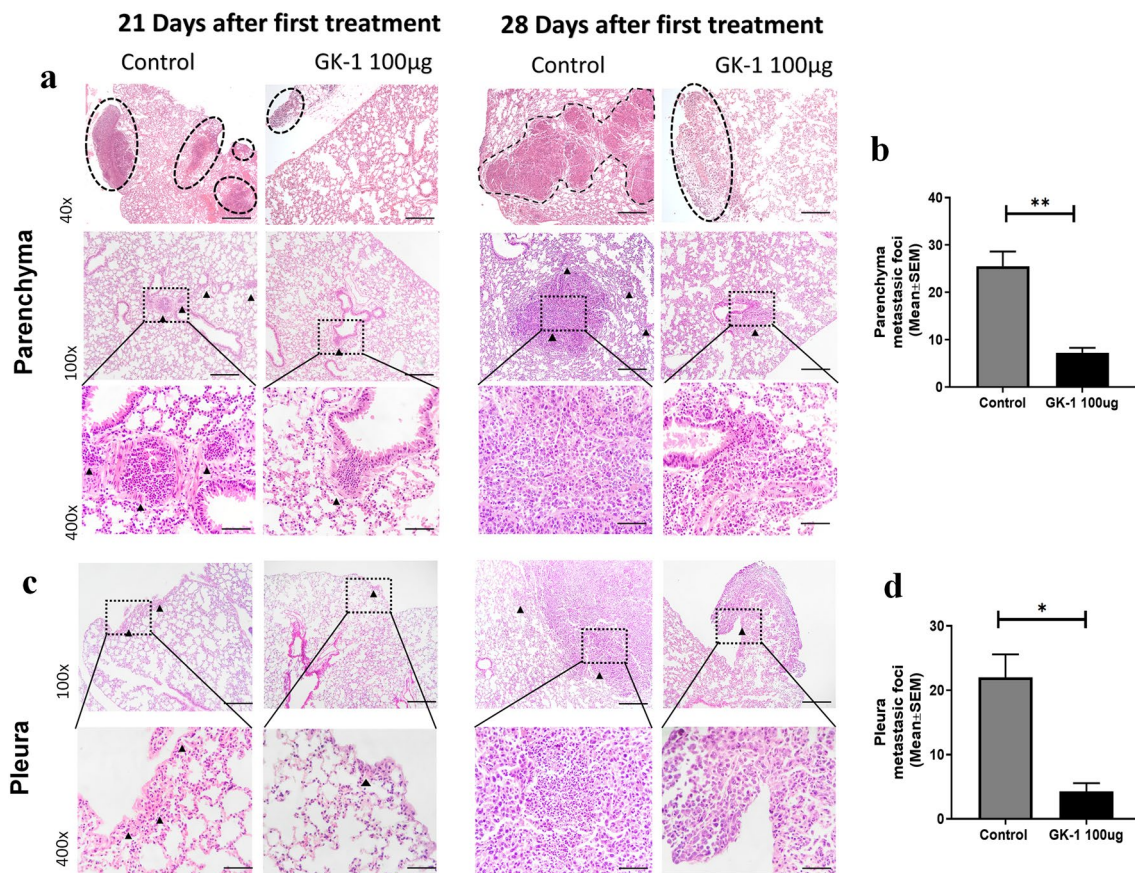 21 Days after first treatment
28 Days after first treatment
Control
GK-1 100µg
Control
GK-1 100µg
a
Parenchyma
40x
100x
400x
b
Parenchyma
metastasic foci
(Mean±SEM)
40
30
20
10
0
**
Control
GK-1 100ug
c
Pleura
100x
400x
d
Pleura
metastasic foci
(Mean±SEM)
30
20
10
0
*
Control
GK-1 100ug